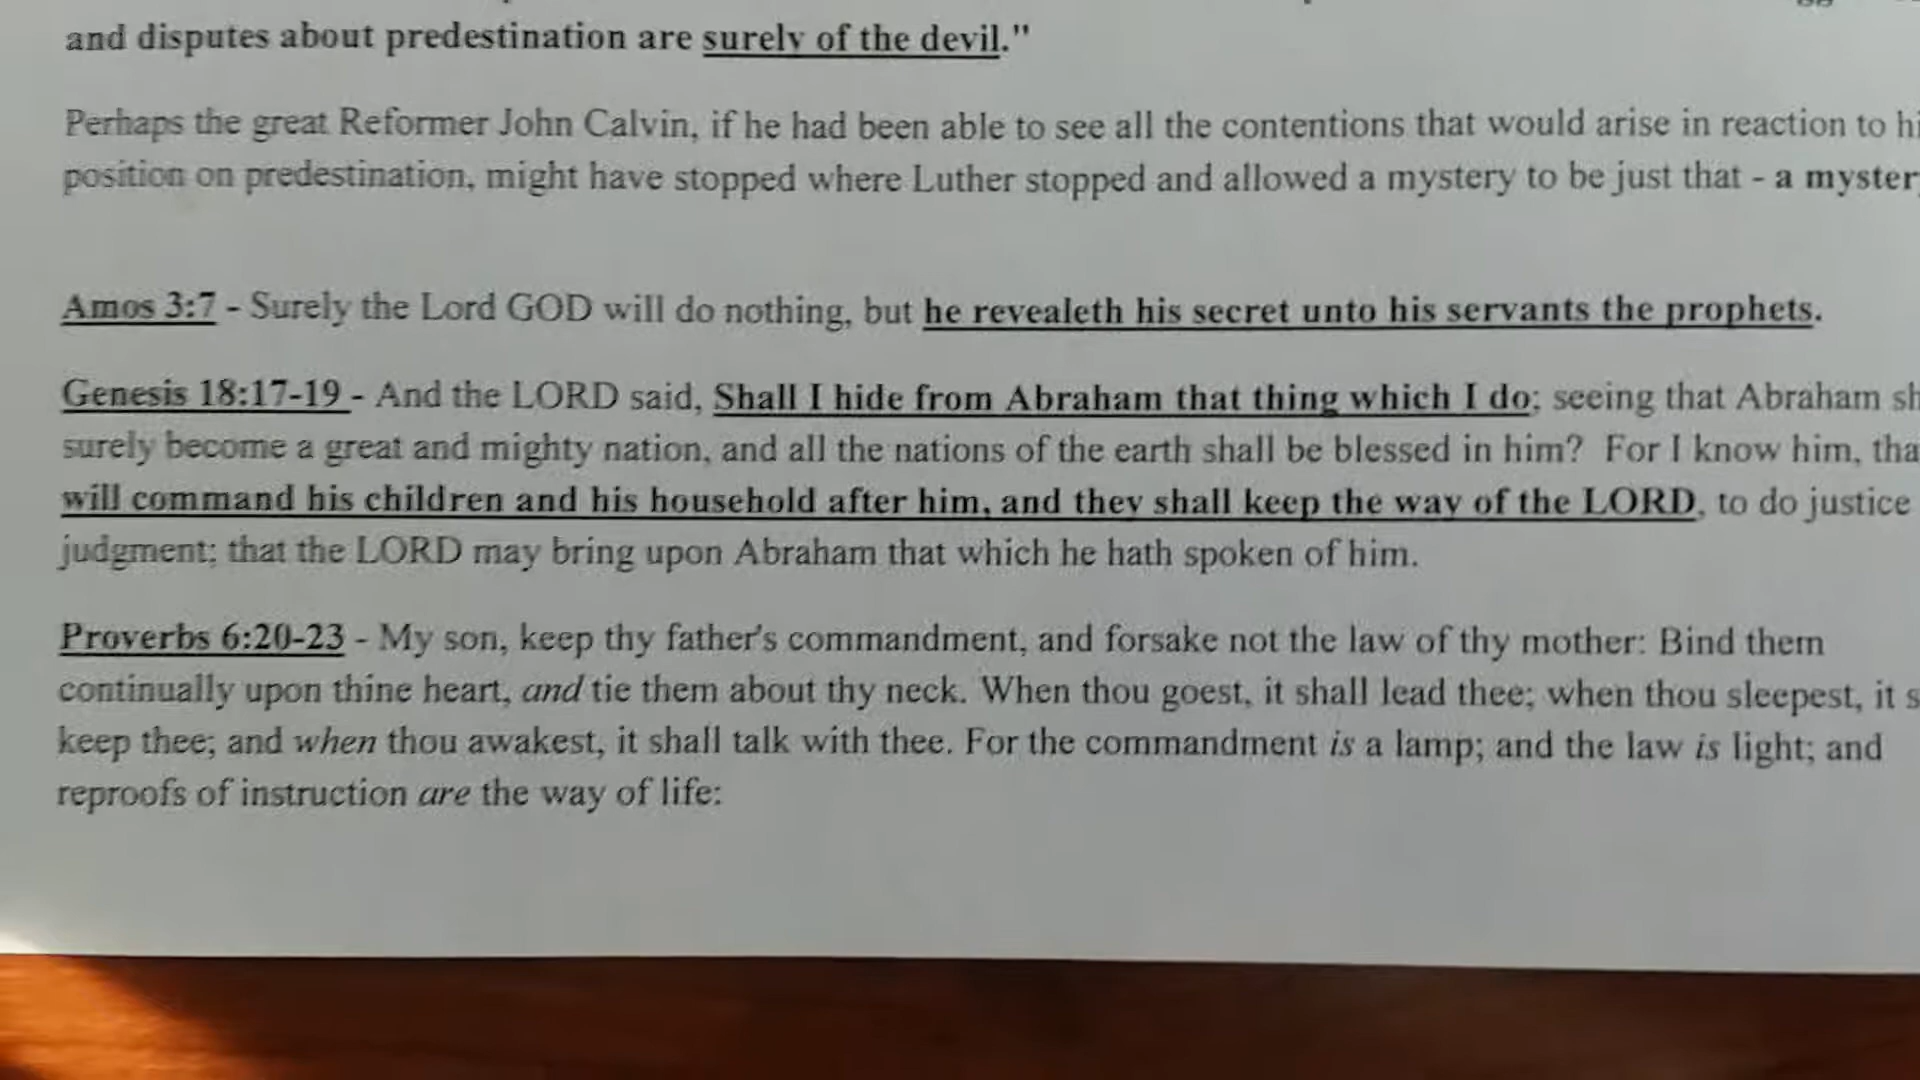 and disputes about predestination are surely of the devil."
Perhaps the great Reformer John Calvin, if he had been able to see all the contentions that would arise in reaction to
position on predestination, might have stopped where Luther stopped and allowed a mystery to be just that - a
Amos 3:7 - Surely the Lord GOD will do nothing, but he revealeth his secret unto his servants the prophets.
Genesis 18:17-19 - And the LORD said, Shall I hide from Abraham that thing which I do; seeing that Abraham
surely become a great and mighty nation, and all the nations of the earth shall be blessed in him? For I know him,
will command his children and his household after him, and they shall keep the way of the LORD, to do justice
judgment; that the LORD may bring upon Abraham that which he hath spoken of him.
Proverbs 6:20-23 - My son, keep thy father's commandment, and forsake not the law of thy mother: Bind them
continually upon thine heart, and tie them about thy neck. When thou goest, it shall lead thee; when thou sleepest, it
keep thee; and when thou awakest, it shall talk with thee. For the commandment is a lamp; and the law is light; and
reproofs of instruction are the way of life: